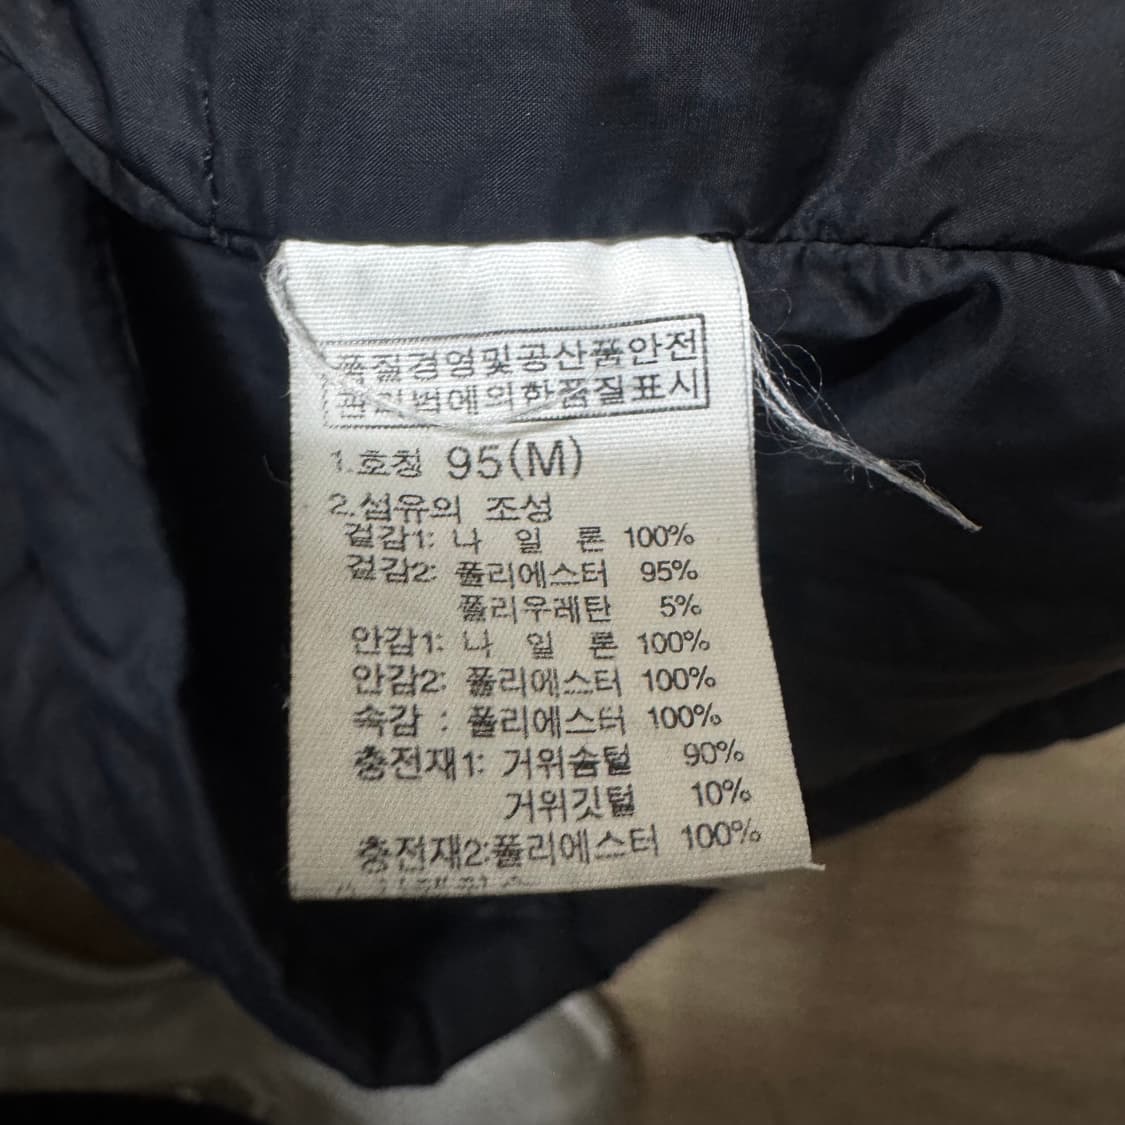 품질경영및공산품안전
관리법에의한품질표시
1.호칭 95(M)
2.섬유의 조성
겉감1: 나 일 론 100%
겉감2: 폴리에스터 95%
폴리우레탄 5%
안감1: 나 일 론 100%
안감2: 폴리에스터 100%
속감 : 폴리에스터 100%
충전재1: 거위솜털 90%
거위깃털 10%
충전재2:폴리에스터 100%